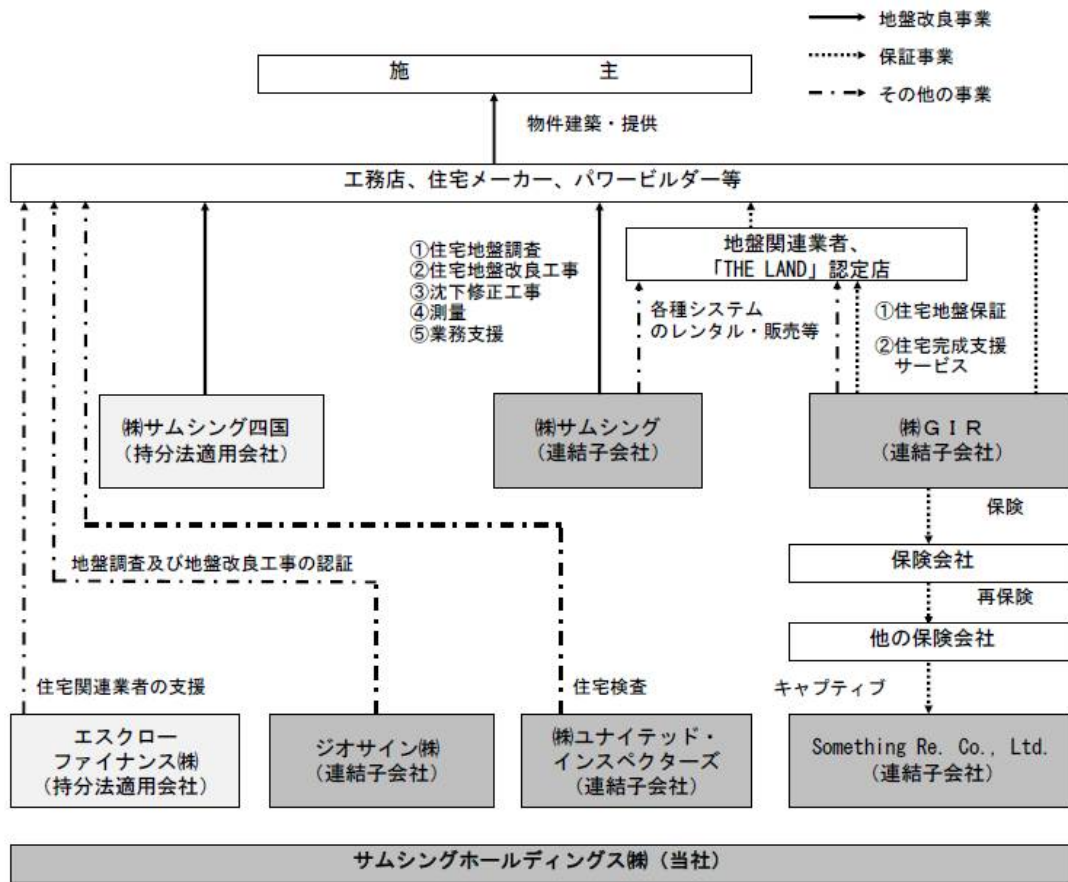 地盤改良事業
保証事業
その他の事業
施 主
物件建築・提供
工務店、住宅メーカー、パワービルダー等
①住宅地盤調査
②住宅地盤改良工事
③沈下修正工事
④測量
⑤業務支援
地盤関連業者、
「THE LAND」認定店
各種システム
のレンタル・販売等
①住宅地盤保証
②住宅完成支援
サービス
㈱サムシング四国
(持分法適用会社)
㈱サムシング
(連結子会社)
㈱GIR
(連結子会社)
保険
保険会社
再保険
他の保険会社
キャプティブ
地盤調査及び地盤改良工事の認証
住宅関連業者の支援
住宅検査
エスクロー
ファイナンス㈱
(持分法適用会社)
ジオサイン㈱
(連結子会社)
㈱ユナイテッド・
インスペクターズ
(連結子会社)
Something Re. Co., Ltd.
(連結子会社)
サムシングホールディングス㈱(当社)